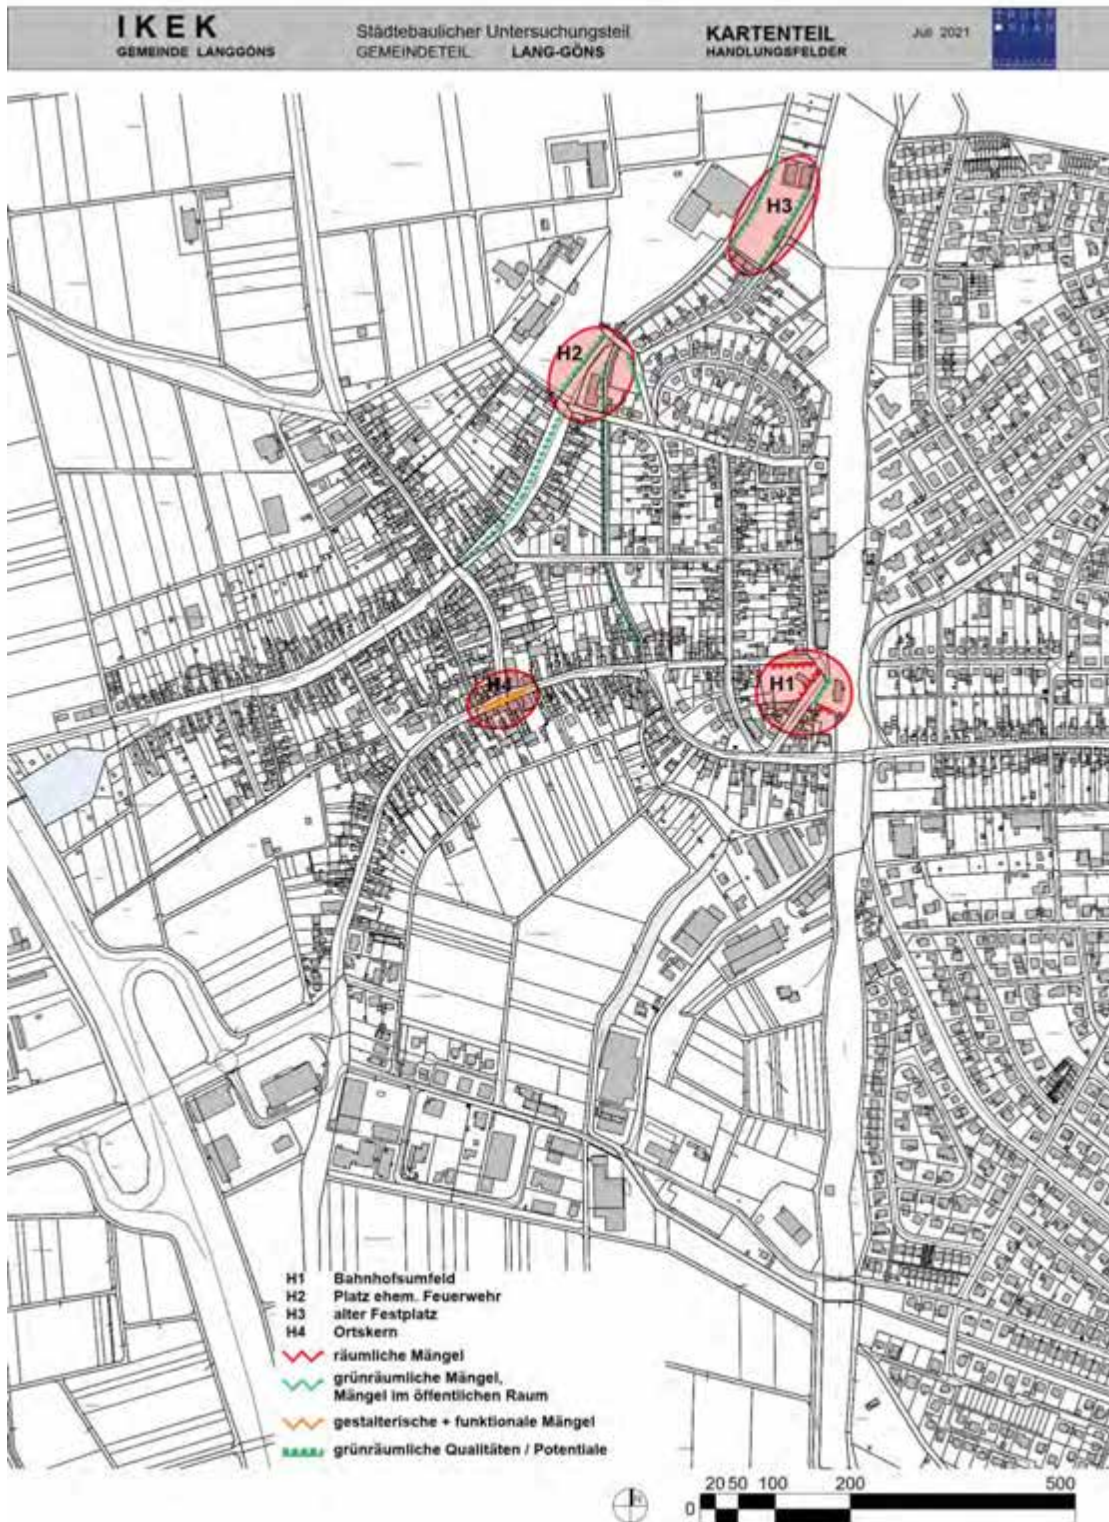 IKEK
GEMEINDE LANGGÖNS
Städtebaulicher Untersuchungsteil
GEMEINDETEIL LANG-GÖNS
KARTENTEIL
HANDLUNGSFELDER
Juli 2021
H3
H2
H1
H4
H1 Bahnhofsumfeld
H2 Platz ehem. Feuerwehr
H3 alter Festplatz
H4 Ortskern
räumliche Mängel
grünräumliche Mängel,
Mängel im öffentlichen Raum
gestalterische + funktionale Mängel
grünräumliche Qualitäten / Potentiale
N
0 20 50 100 200 500